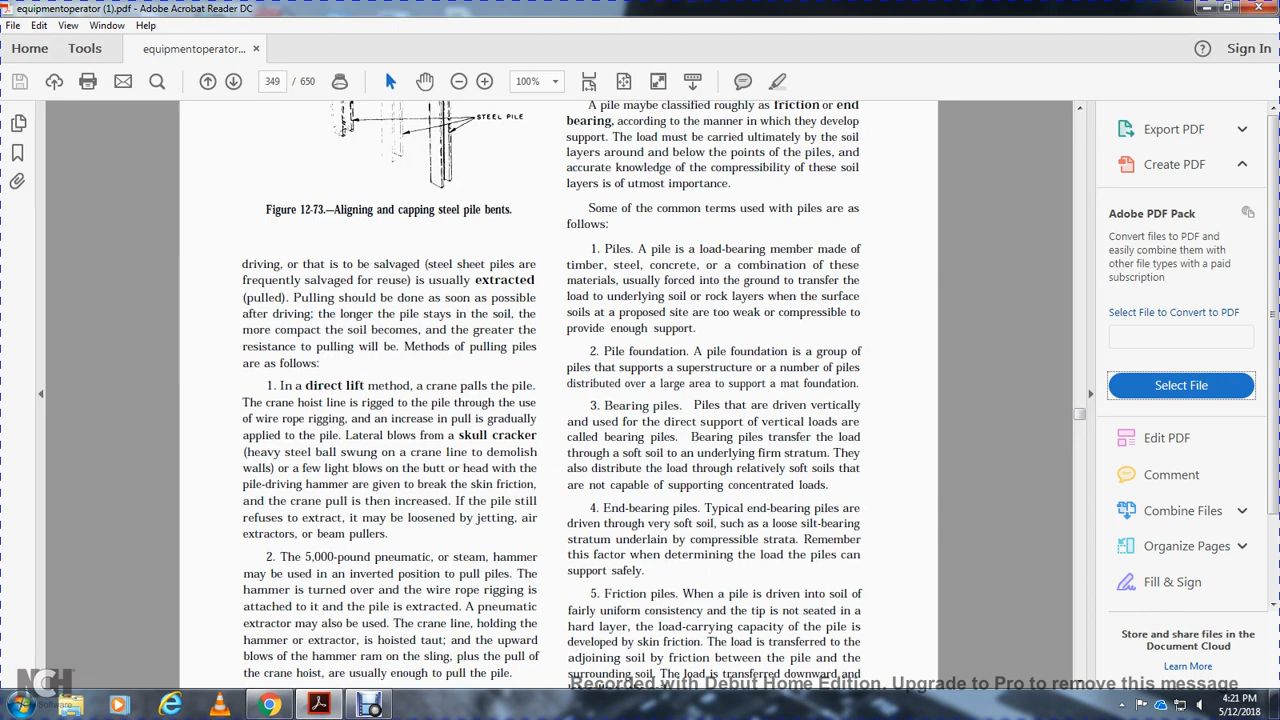 equipmentoperator (1).pdf - Adobe Acrobat Reader DC
File Edit View Window Help
Home Tools equipmentoperator... × Sign In
349 / 650 100%
STEEL PILE
Figure 12-73.—Aligning and capping steel pile bents.
driving, or that is to be salvaged (steel sheet piles are
frequently salvaged for reuse) is usually extracted
(pulled). Pulling should be done as soon as possible
after driving; the longer the pile stays in the soil, the
more compact the soil becomes, and the greater the
resistance to pulling will be. Methods of pulling piles
are as follows:
1. In a direct lift method, a crane palls the pile.
The crane hoist line is rigged to the pile through the use
of wire rope rigging, and an increase in pull is gradually
applied to the pile. Lateral blows from a skull cracker
(heavy steel ball swung on a crane line to demolish
walls) or a few light blows on the butt or head with the
pile-driving hammer are given to break the skin friction,
and the crane pull is then increased. If the pile still
refuses to extract, it may be loosened by jetting, air
extractors, or beam pullers.
2. The 5,000-pound pneumatic, or steam, hammer
may be used in an inverted position to pull piles. The
hammer is turned over and the wire rope rigging is
attached to it and the pile is extracted. A pneumatic
extractor may also be used. The crane line, holding the
hammer or extractor, is hoisted taut; and the upward
blows of the hammer ram on the sling, plus the pull of
the crane hoist, are usually enough to pull the pile.
A pile maybe classified roughly as friction or end
bearing, according to the manner in which they develop
support. The load must be carried ultimately by the soil
layers around and below the points of the piles, and
accurate knowledge of the compressibility of these soil
layers is of utmost importance.
Some of the common terms used with piles are as
follows:
1. Piles. A pile is a load-bearing member made of
timber, steel, concrete, or a combination of these
materials, usually forced into the ground to transfer the
load to underlying soil or rock layers when the surface
soils at a proposed site are too weak or compressible to
provide enough support.
2. Pile foundation. A pile foundation is a group of
piles that supports a superstructure or a number of piles
distributed over a large area to support a mat foundation.
3. Bearing piles. Piles that are driven vertically
and used for the direct support of vertical loads are
called bearing piles. Bearing piles transfer the load
through a soft soil to an underlying firm stratum. They
also distribute the load through relatively soft soils that
are not capable of supporting concentrated loads.
4. End-bearing piles. Typical end-bearing piles are
driven through very soft soil, such as a loose silt-bearing
stratum underlain by compressible strata. Remember
this factor when determining the load the piles can
support safely.
5. Friction piles. When a pile is driven into soil of
fairly uniform consistency and the tip is not seated in a
hard layer, the load-carrying capacity of the pile is
developed by skin friction. The load is transferred to the
adjoining soil by friction between the pile and the
surrounding soil. The load is transferred downward and
Export PDF
Create PDF
Adobe PDF Pack
Convert files to PDF and
easily combine them with
other file types with a paid
subscription
Select File to Convert to PDF
Select File
Edit PDF
Comment
Combine Files
Organize Pages
Fill & Sign
Store and share files in the
Document Cloud
Learn More
NCH
Recorded with Debut Home Edition. Upgrade to Pro to remove this message
4:21 PM
5/12/2018